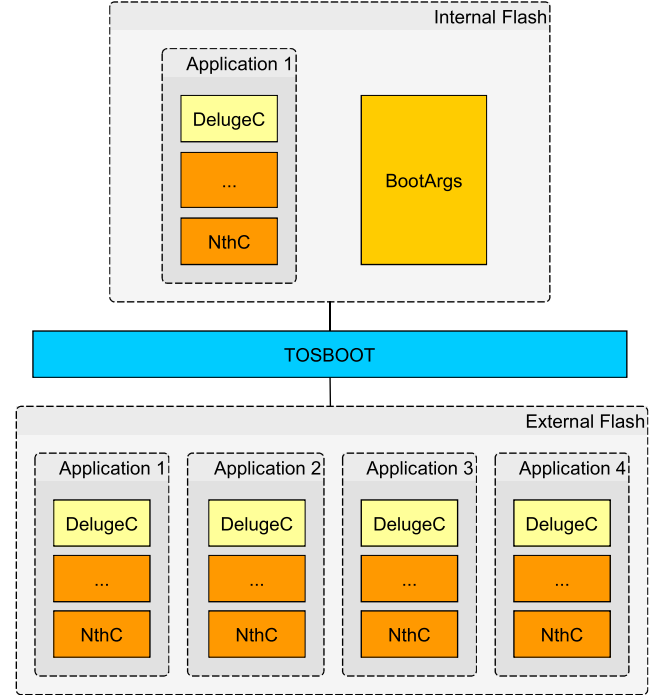 Internal Flash
Application 1
DelugeC
...
NthC
BootArgs
TOSBOOT
External Flash
Application 1
DelugeC
...
NthC
Application 2
DelugeC
...
NthC
Application 3
DelugeC
...
NthC
Application 4
DelugeC
...
NthC